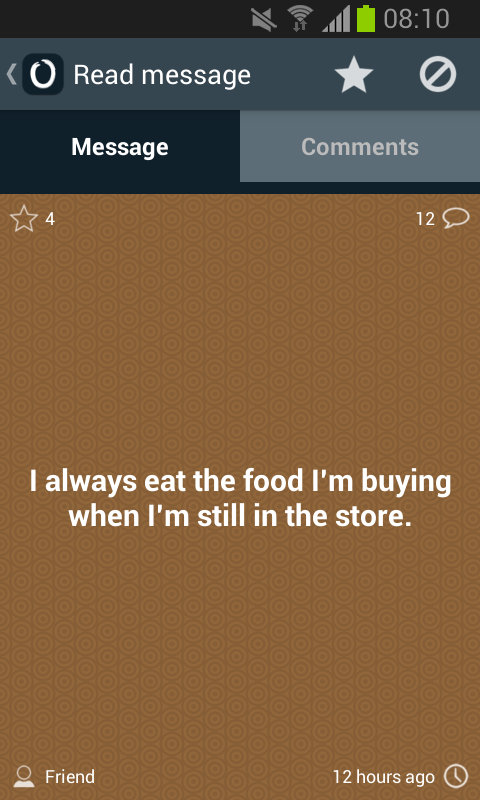 08:10
Read message
Message
Comments
4
12
I always eat the food I'm buying
when I'm still in the store.
Friend
12 hours ago